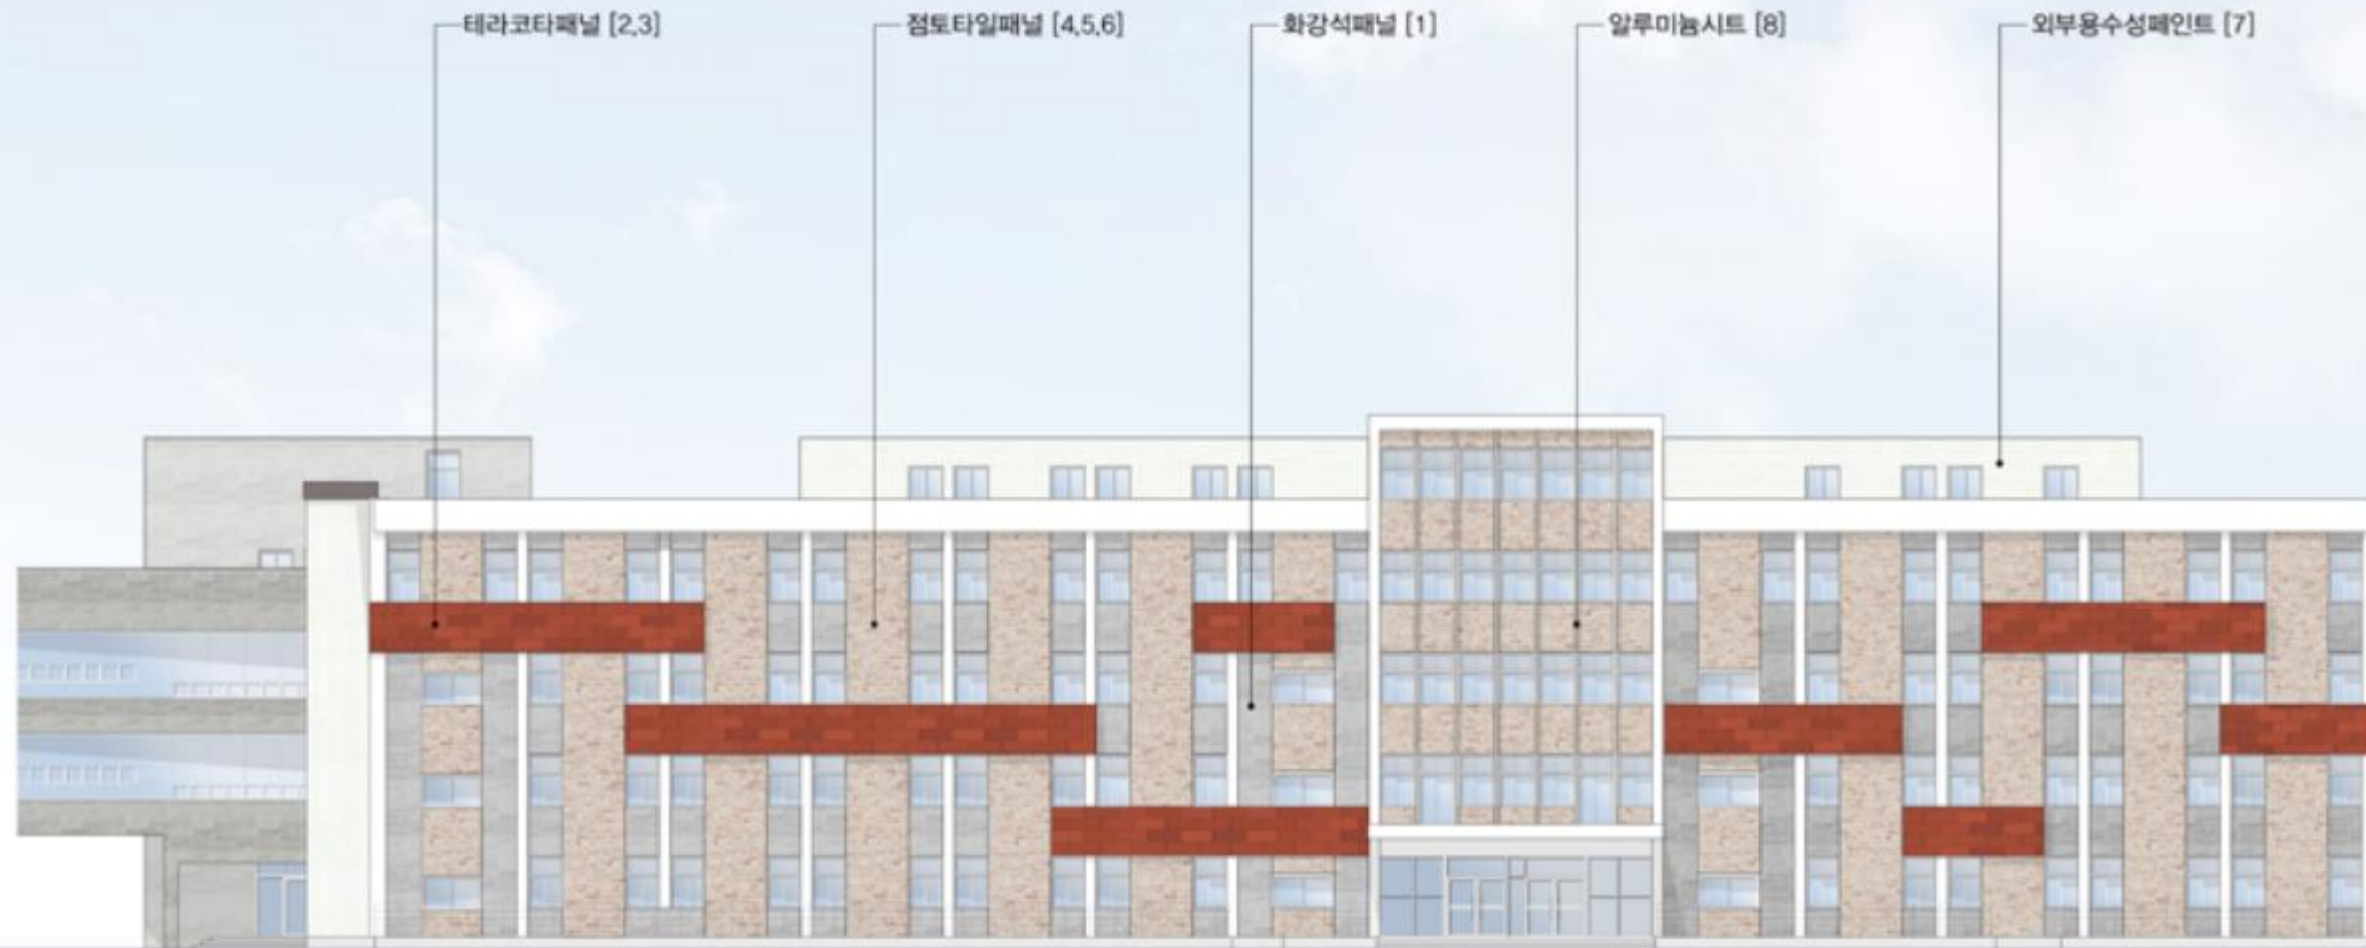 테라코타패널 [2,3]
점토타일패널 [4,5,6]
화강석패널 [1]
알루미늄시트 [8]
외부용수성페인트 [7]